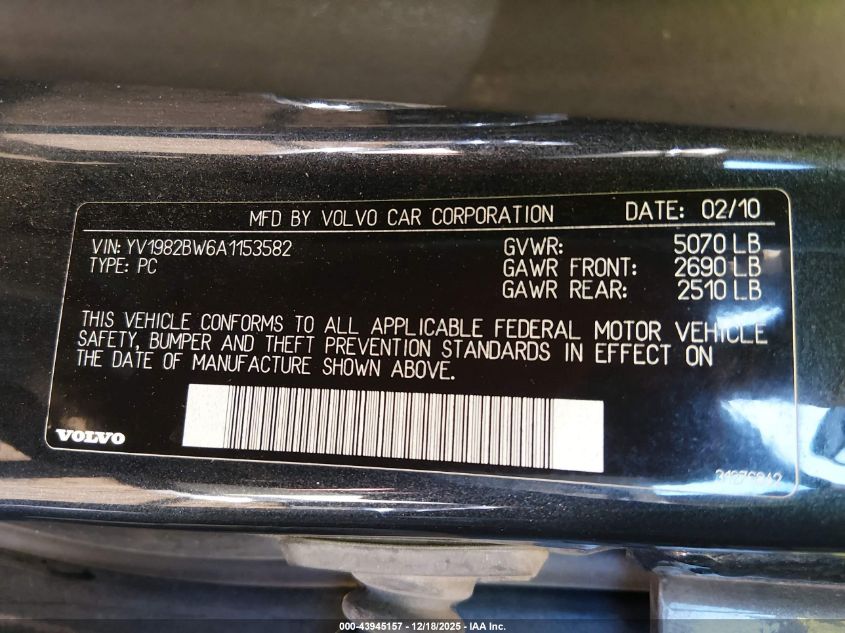 MFD BY VOLVO CAR CORPORATION DATE: 02/10
VIN: YV1982BW6A1153582 GVWR: 5070 LB
TYPE: PC GAWR FRONT: 2690 LB
GAWR REAR: 2510 LB
THIS VEHICLE CONFORMS TO ALL APPLICABLE FEDERAL MOTOR VEHICLE
SAFETY, BUMPER AND THEFT PREVENTION STANDARDS IN EFFECT ON
THE DATE OF MANUFACTURE SHOWN ABOVE.
VOLVO
000-43945157 - 12/18/2025 - IAA Inc.